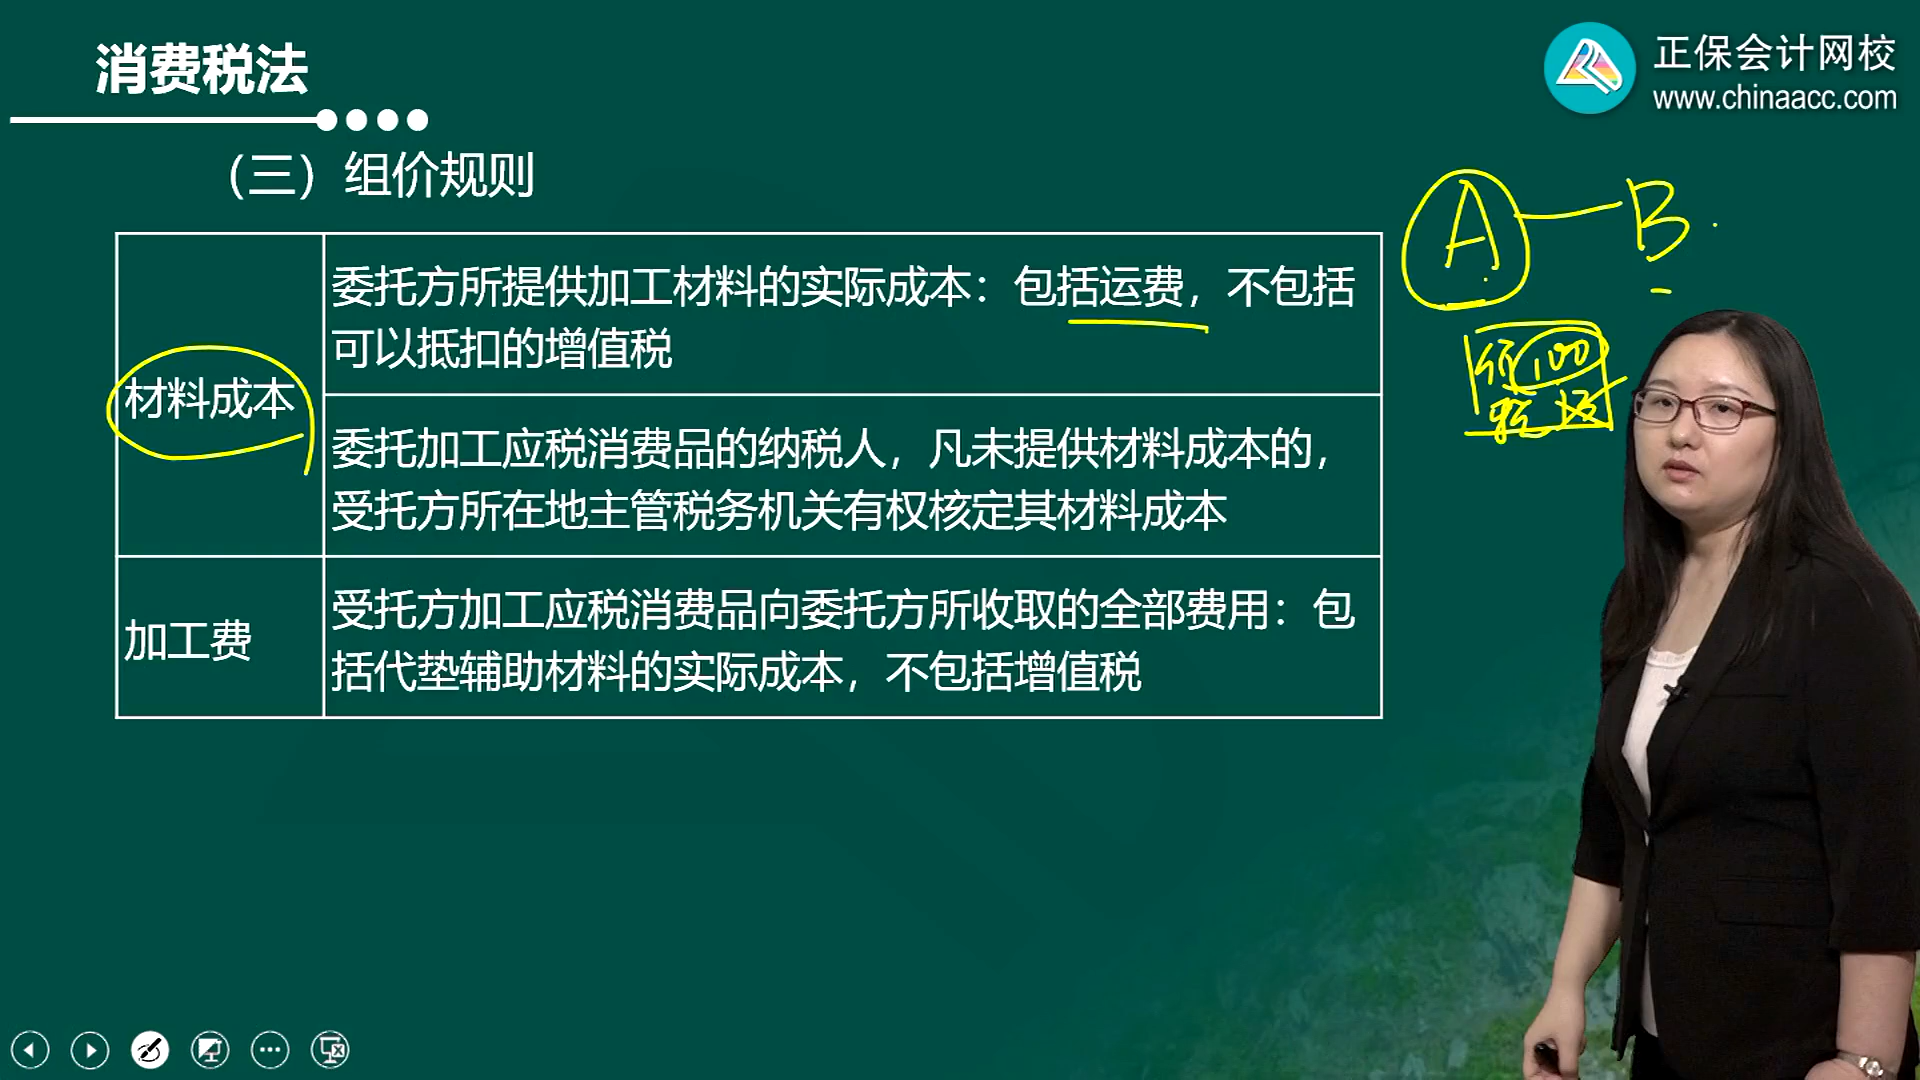 消费税法
正保会计网校
www.chinaacc.com
（三）组价规则
A — B
价 100
税
材料成本
委托方所提供加工材料的实际成本：包括运费，不包括
可以抵扣的增值税
委托加工应税消费品的纳税人，凡未提供材料成本的，
受托方所在地主管税务机关有权核定其材料成本
加工费
受托方加工应税消费品向委托方所收取的全部费用：包
括代垫辅助材料的实际成本，不包括增值税